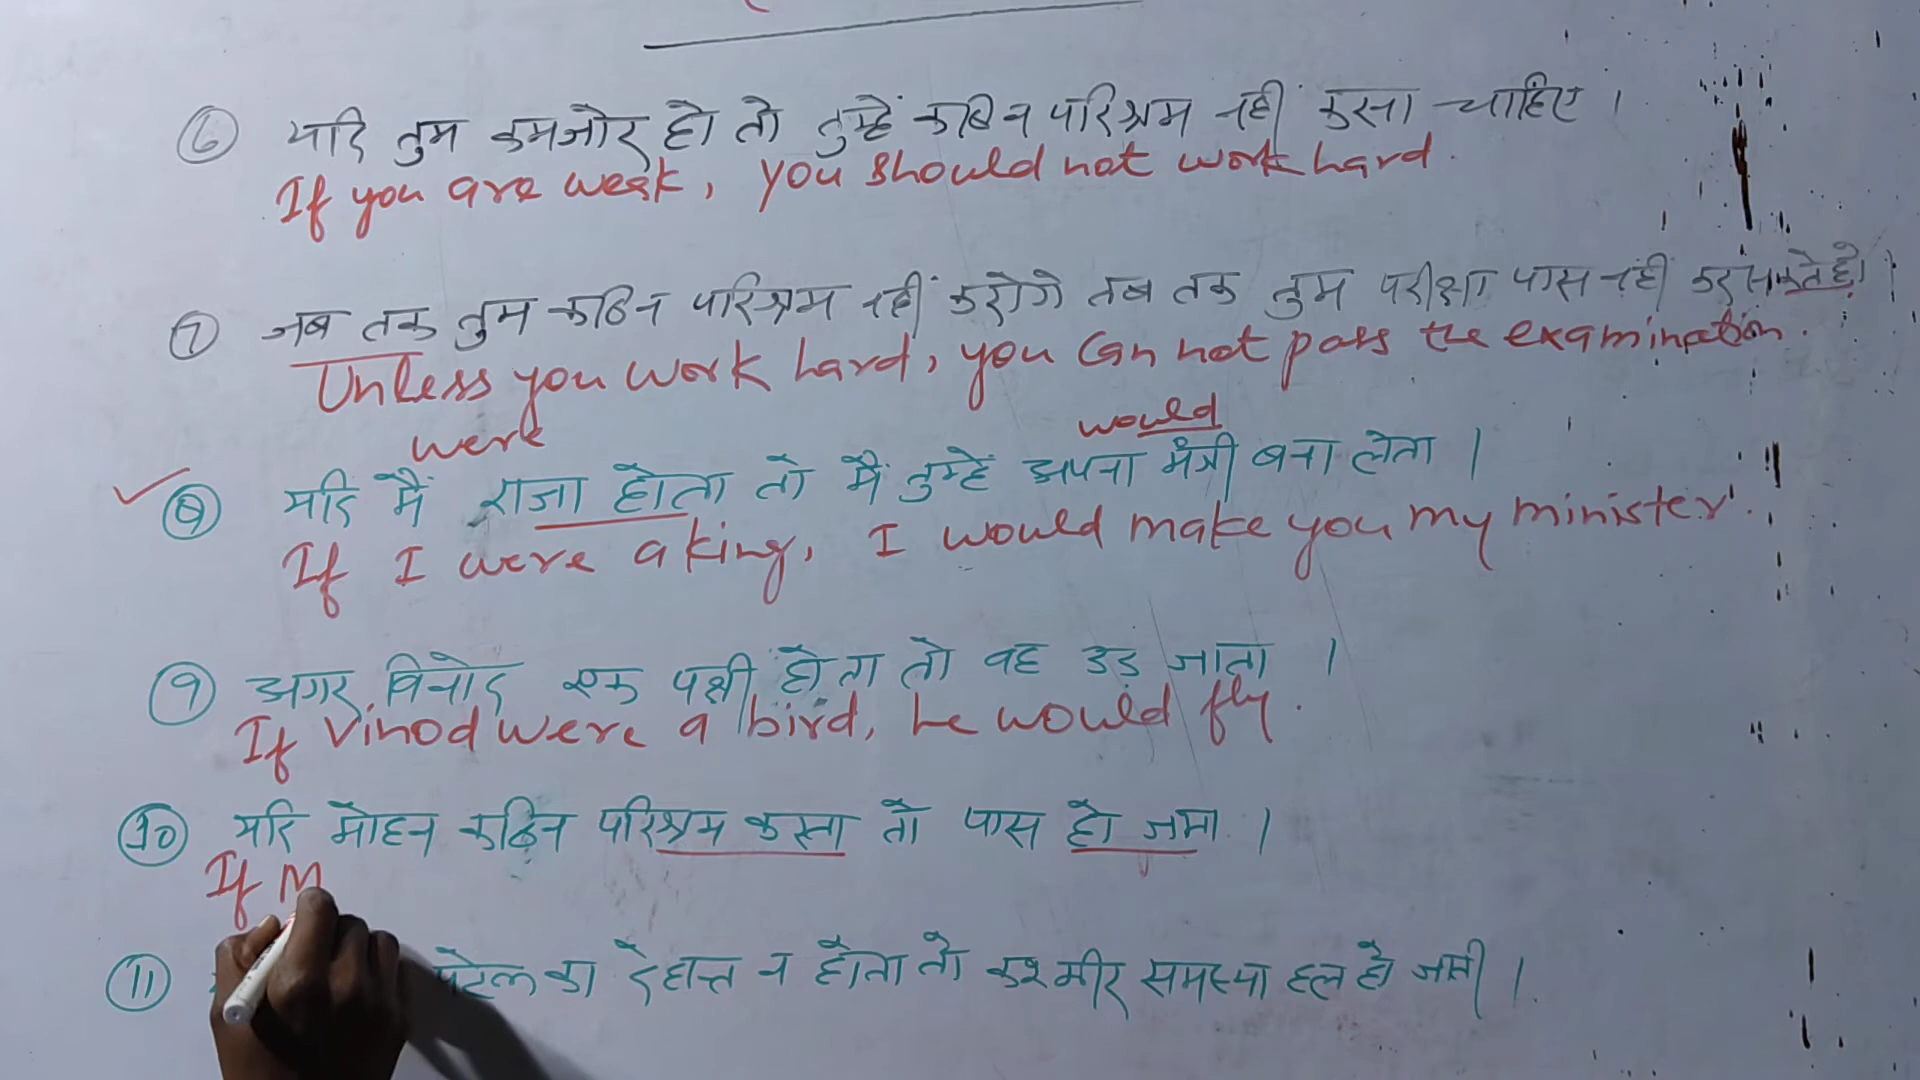 ⑥ यदि तुम कमजोर हो तो तुम्हें कठिन परिश्रम नहीं करना चाहिए ।
If you are weak, you should not work hard.
⑦ जब तक तुम कठिन परिश्रम नहीं करोगे तब तक तुम परीक्षा पास नहीं कर सकते हो।
Unless you work hard, you can not pass the examination.
were would
⑧ यदि मैं राजा होता तो मैं तुम्हें अपना मंत्री बना लेता ।
If I were a king, I would make you my minister.
⑨ अगर विनोद एक पक्षी होता तो वह उड़ जाता ।
If Vinod were a bird, he would fly.
⑩ यदि मोहन कठिन परिश्रम करता तो पास हो जाता ।
If M
⑪ पटेल का देहान्त न होता तो कश्मीर समस्या हल हो जाती ।